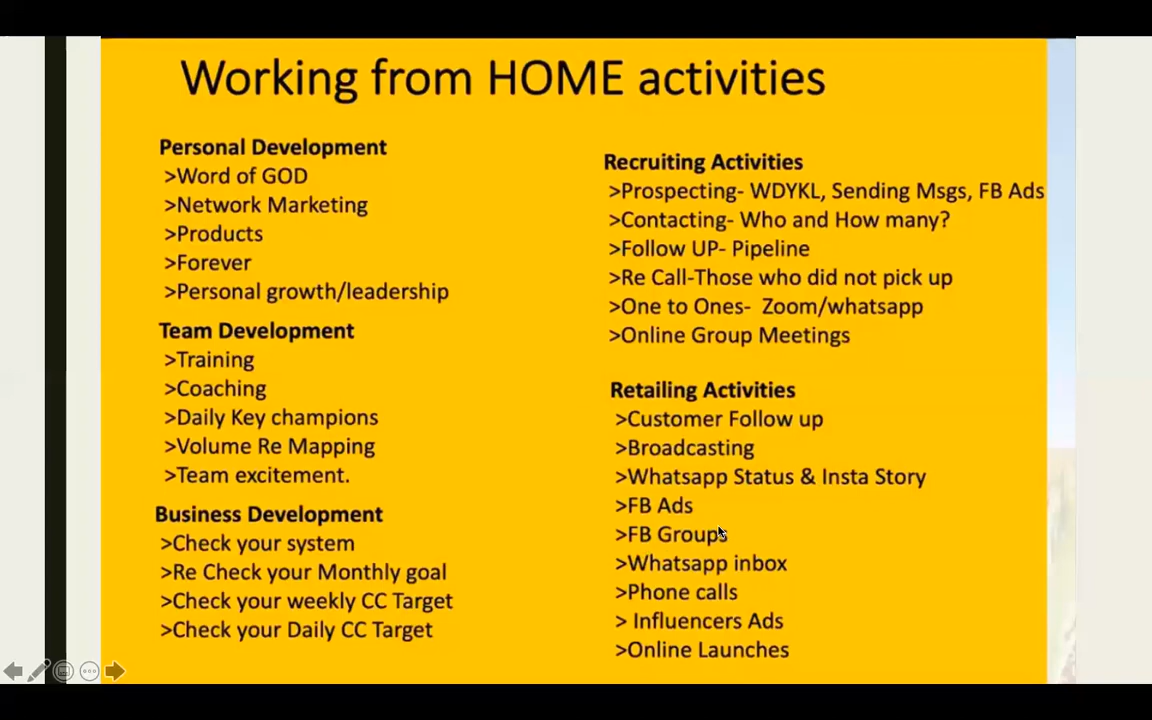 Working from HOME activities
Personal Development
>Word of GOD
>Network Marketing
>Products
>Forever
>Personal growth/leadership
Team Development
>Training
>Coaching
>Daily Key champions
>Volume Re Mapping
>Team excitement.
Business Development
>Check your system
>Re Check your Monthly goal
>Check your weekly CC Target
>Check your Daily CC Target
Recruiting Activities
>Prospecting- WDYKL, Sending Msgs, FB Ads
>Contacting- Who and How many?
>Follow UP- Pipeline
>Re Call-Those who did not pick up
>One to Ones- Zoom/whatsapp
>Online Group Meetings
Retailing Activities
>Customer Follow up
>Broadcasting
>Whatsapp Status & Insta Story
>FB Ads
>FB Groups
>Whatsapp inbox
>Phone calls
> Influencers Ads
>Online Launches